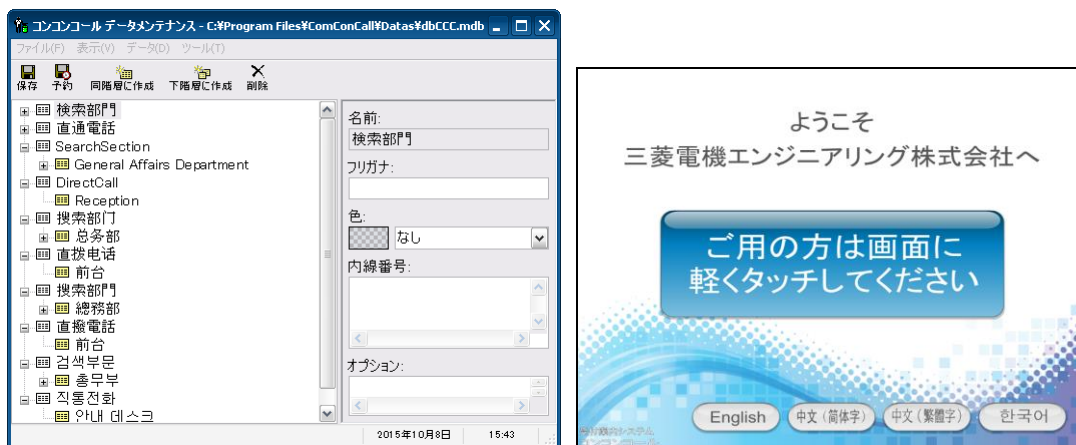 コンコンコール データメンテナンス - C:¥Program Files¥ComConCall¥Datas¥dbCCC.mdb
ファイル(F) 表示(V) データ(D) ツール(T)
保存 予約 同階層に作成 下階層に作成 削除
検索部門
直通電話
SearchSection
General Affairs Department
DirectCall
Reception
搜索部门
总务部
直拨电话
前台
搜索部門
總務部
直撥電話
前台
검색부문
총무부
직통전화
안내 데스크
名前:
検索部門
フリガナ:
色:
なし
内線番号:
オプション:
2015年10月8日 15:43
ようこそ
三菱電機エンジニアリング株式会社へ
ご用の方は画面に
軽くタッチしてください
English 中文（简体字） 中文（繁體字） 한국어